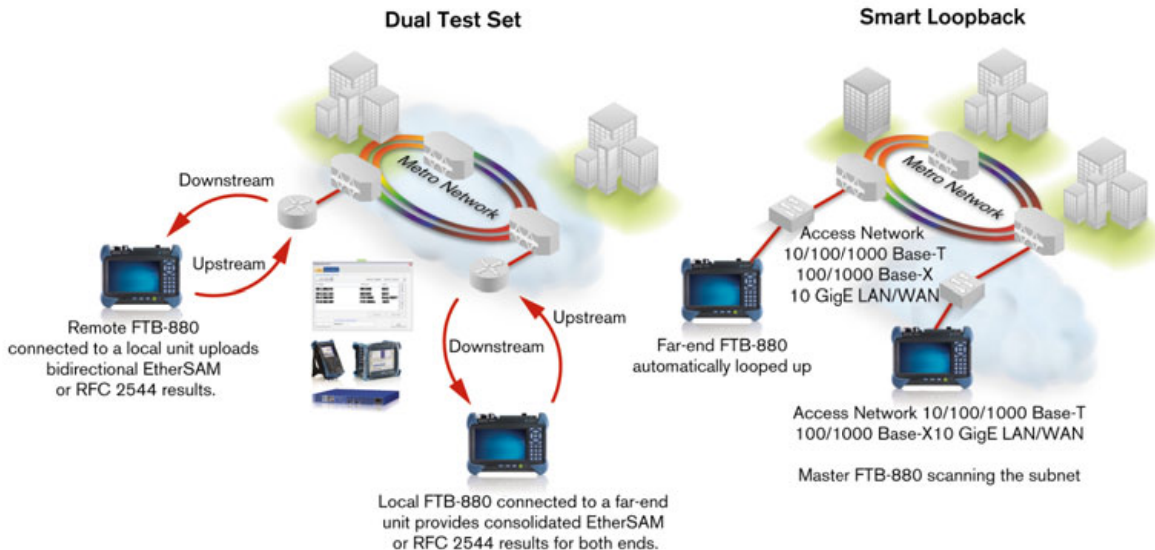 Dual Test Set
Metro Network
Downstream
Upstream
Remote FTB-880
connected to a local unit uploads
bidirectional EtherSAM
or RFC 2544 results.
Upstream
Downstream
Local FTB-880 connected to a far-end
unit provides consolidated EtherSAM
or RFC 2544 results for both ends.
Smart Loopback
Metro Network
Access Network
10/100/1000 Base-T
100/1000 Base-X
10 GigE LAN/WAN
Far-end FTB-880
automatically looped up
Access Network 10/100/1000 Base-T
100/1000 Base-X10 GigE LAN/WAN
Master FTB-880 scanning the subnet